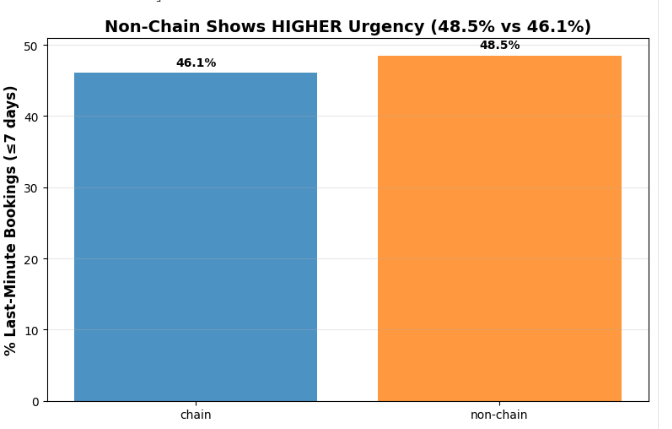 Non-Chain Shows HIGHER Urgency (48.5% vs 46.1%)
% Last-Minute Bookings (≤7 days)
50
40
30
20
10
0
46.1%
48.5%
chain
non-chain